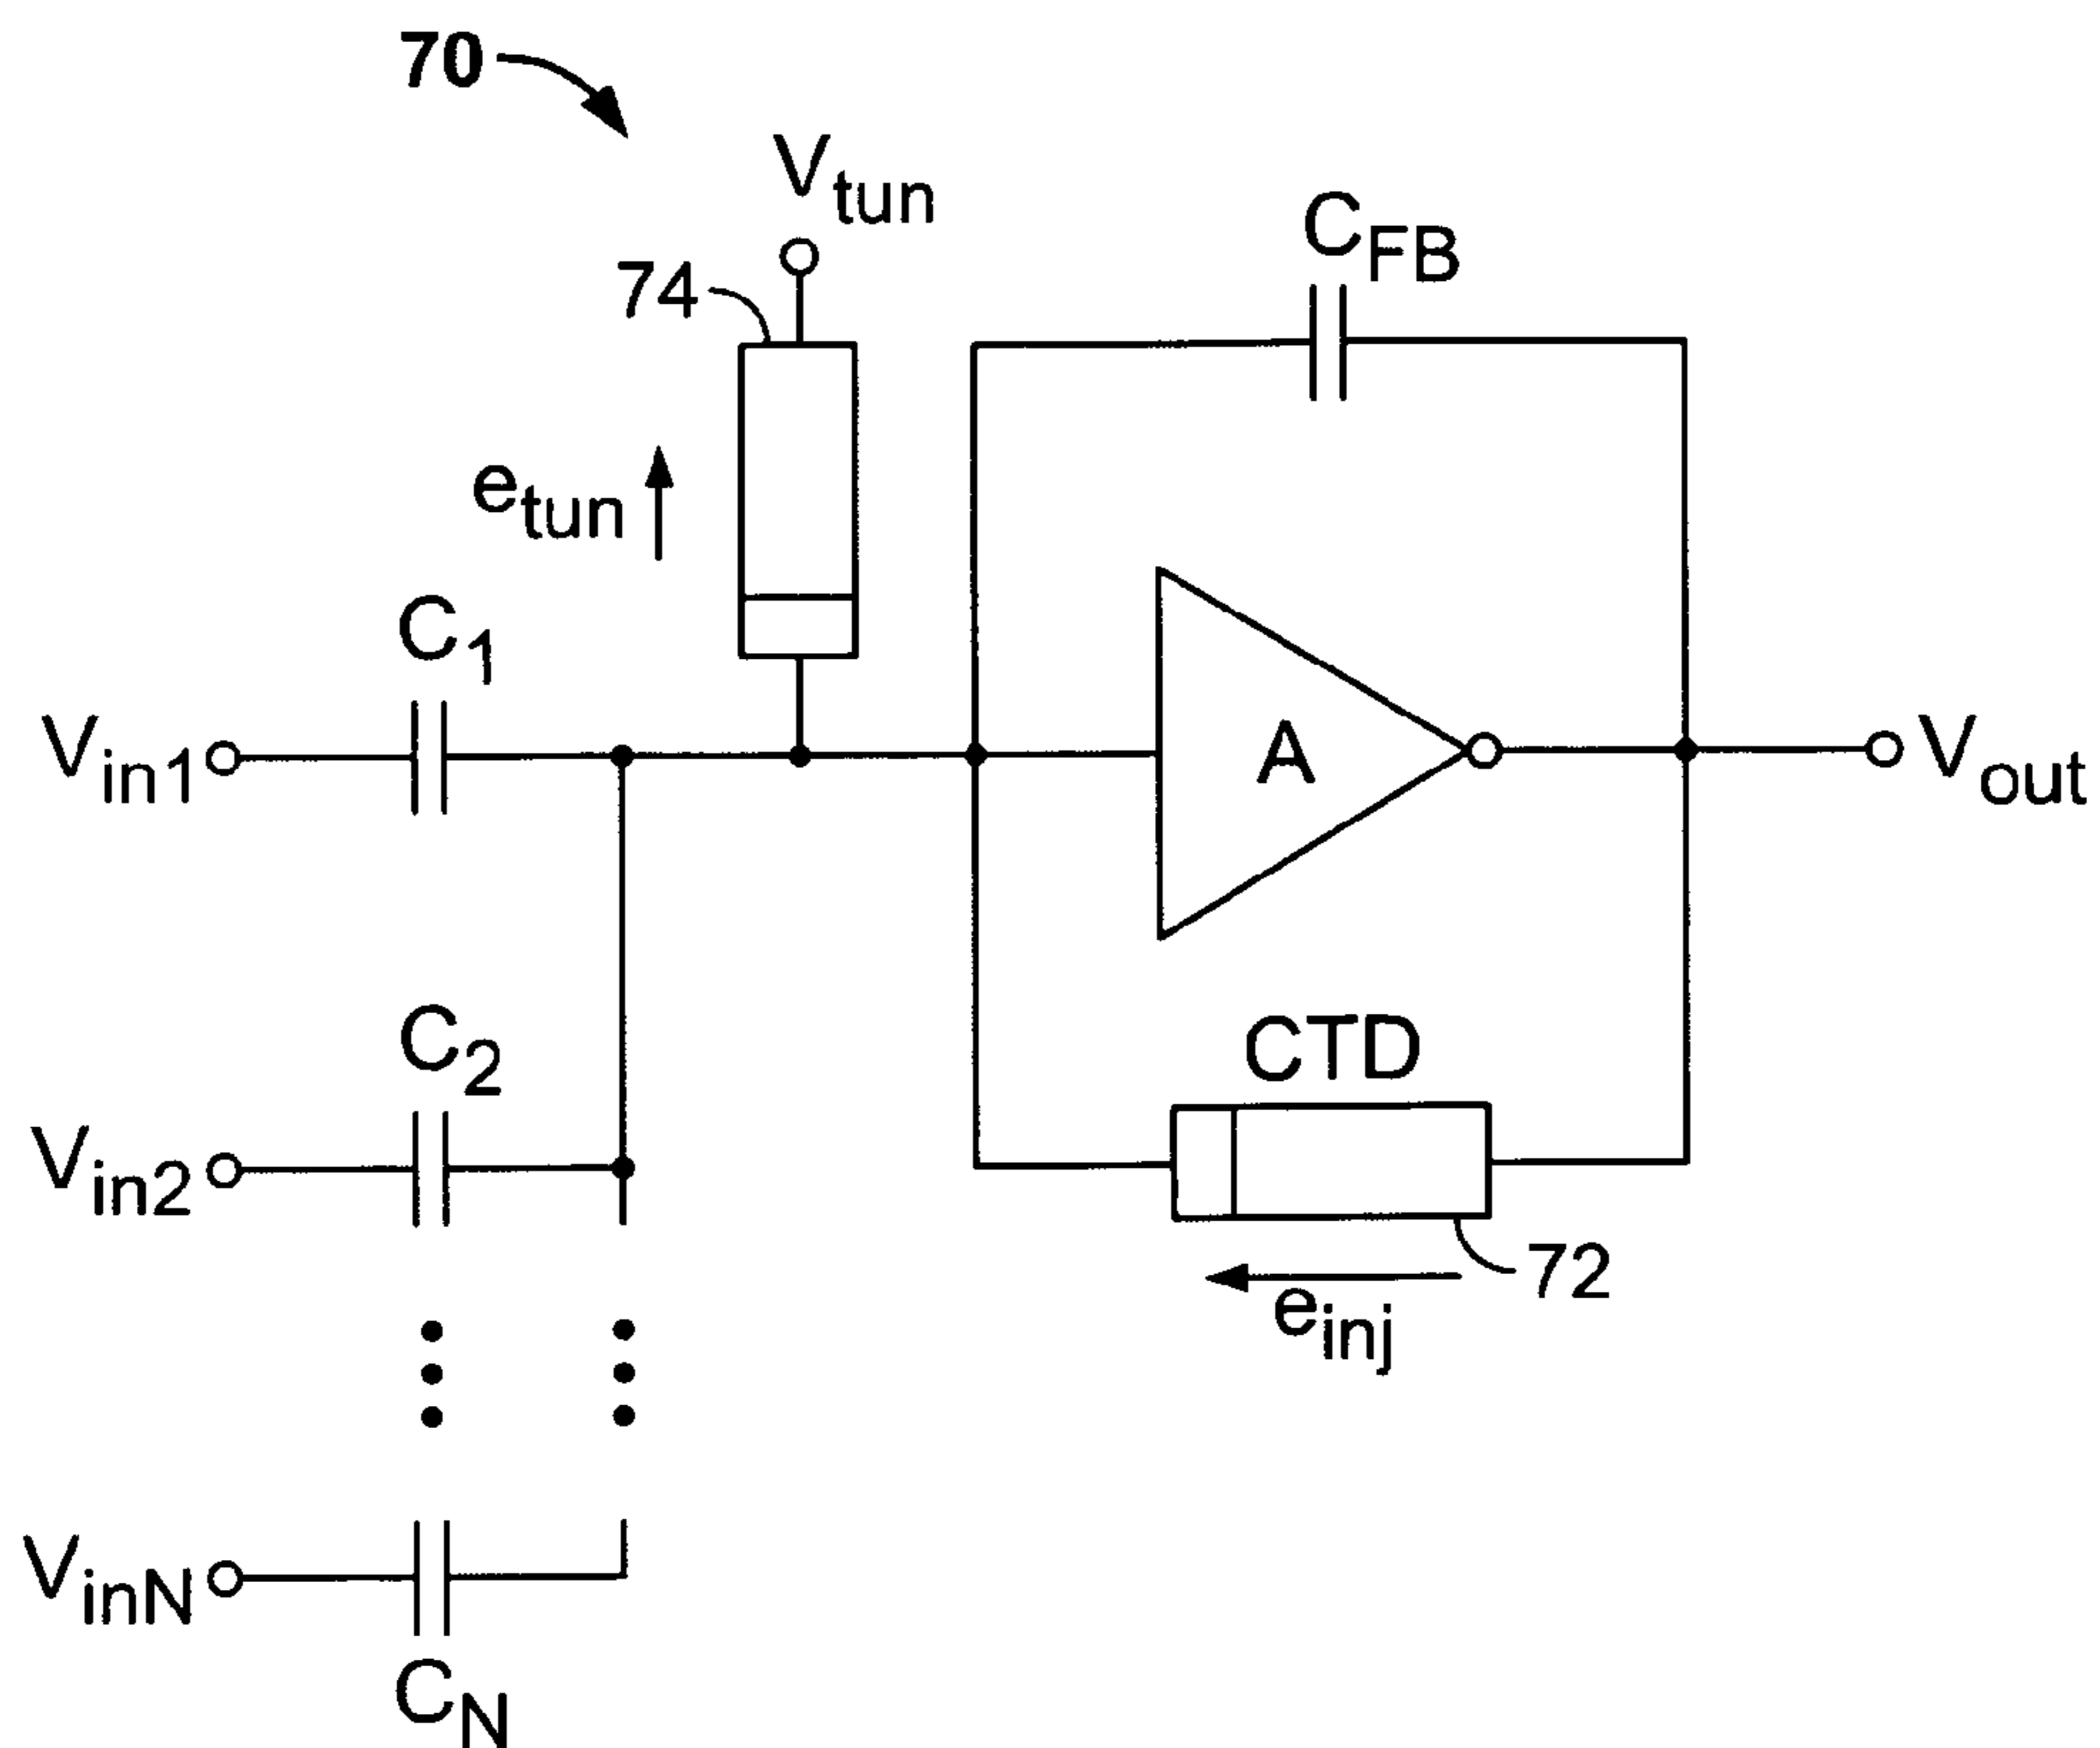 70
Vtun
CFB
74
etun
C1
Vin1
A
Vout
C2
CTD
Vin2
72
einj
VinN
CN